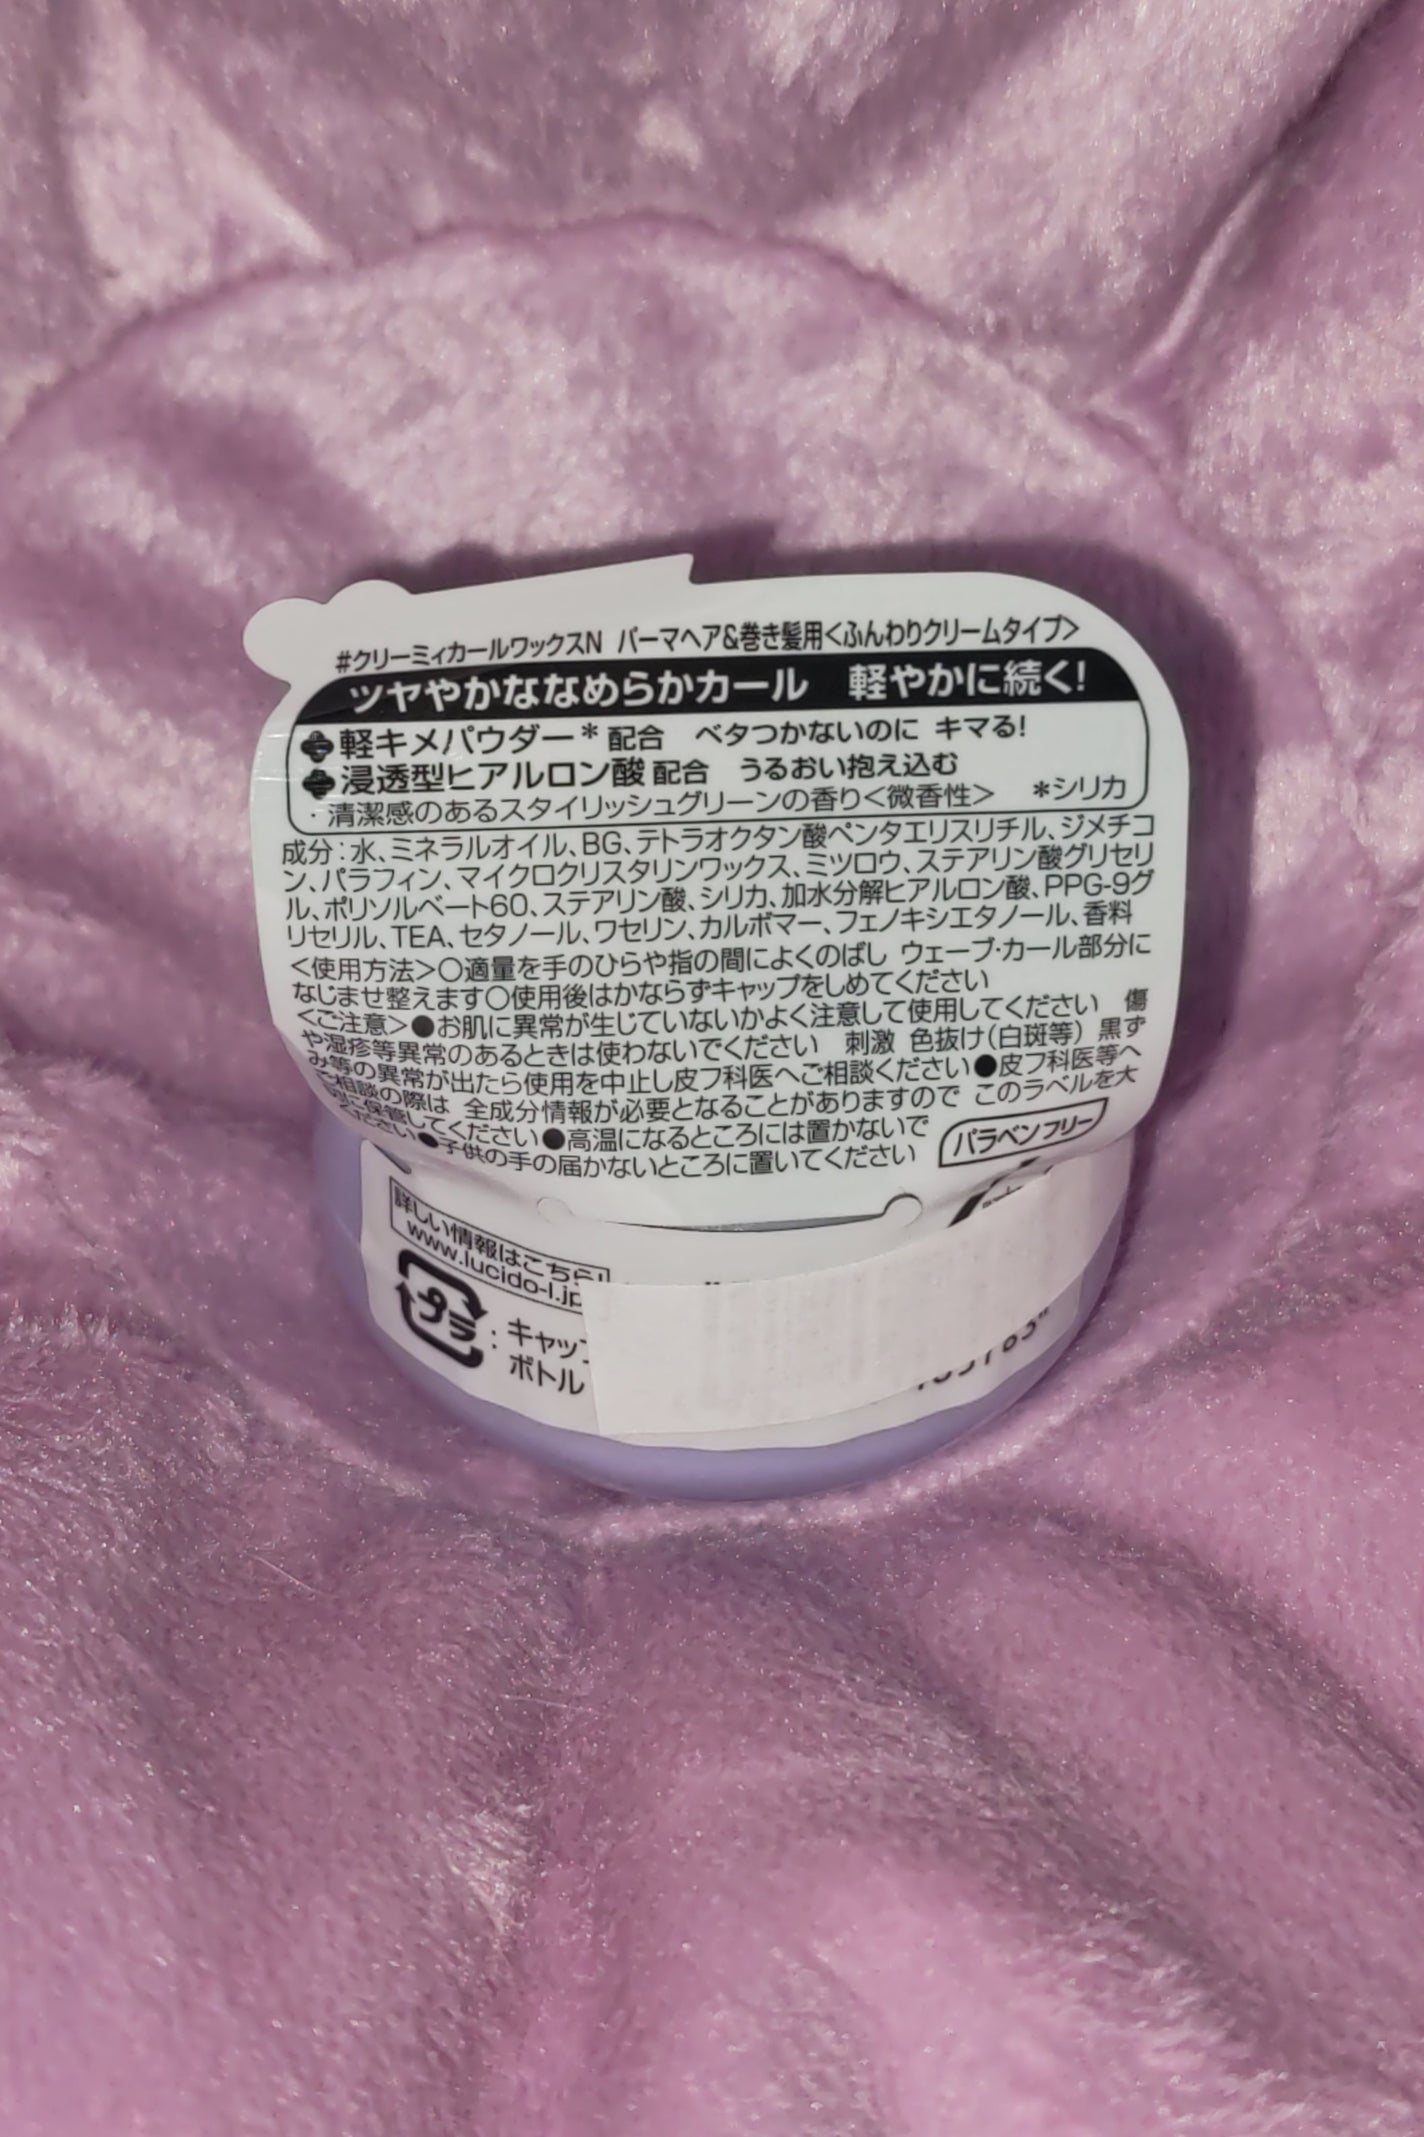 #クリーミィカールワックスN パーマヘア&巻き髪用<ふんわりクリームタイプ>
ツヤやかななめらかカール 軽やかに続く!
軽キメパウダー*配合 ベタつかないのに キマる!
浸透型ヒアルロン酸配合 うるおい抱え込む
・清潔感のあるスタイリッシュグリーンの香り<微香性> *シリカ
成分:水、ミネラルオイル、BG、テトラオクタン酸ペンタエリスリチル、ジメチコ
ン、パラフィン、マイクロクリスタリンワックス、ミツロウ、ステアリン酸グリセリ
ル、ポリソルベート60、ステアリン酸、シリカ、加水分解ヒアルロン酸、PPG-9グ
リセリル、TEA、セタノール、ワセリン、カルボマー、フェノキシエタノール、香料
<使用方法>○適量を手のひらや指の間によくのばし ウェーブ・カール部分に
なじませ整えます○使用後はかならずキャップをしめてください
<ご注意>●お肌に異常が生じていないかよく注意して使用してください 傷
や湿疹等異常のあるときは使わないでください 刺激 色抜け(白斑等) 黒ず
み等の異常が出たら使用を中止し皮フ科医へご相談ください●皮フ科医等へ
ご相談の際は 全成分情報が必要となることがありますので このラベルを大
切に保管してください●高温になるところには置かないで
ください●子供の手の届かないところに置いてください
パラベンフリー
詳しい情報はこちら!
www.lucido-l.jp
プラ
:キャップ
ボトル